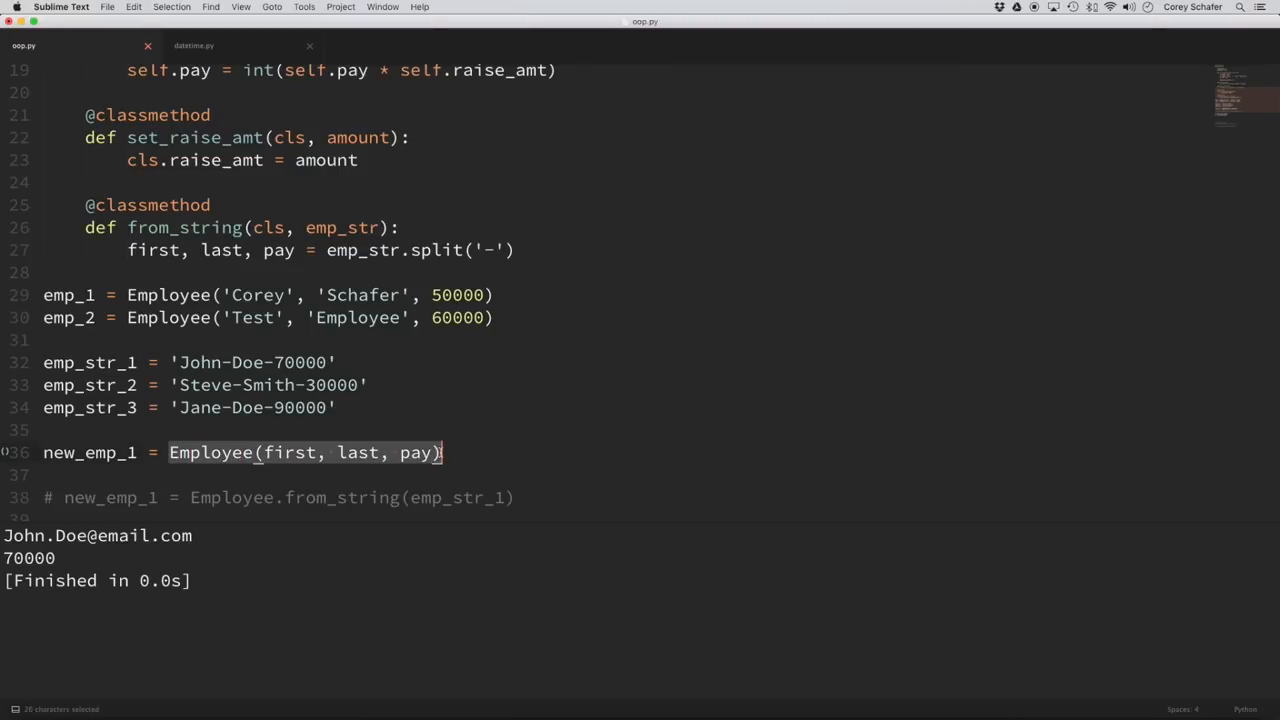 Sublime Text File Edit Selection Find View Goto Tools Project Window Help Corey Schafer
oop.py
oop.py datetime.py
19 self.pay = int(self.pay * self.raise_amt)
20
21 @classmethod
22 def set_raise_amt(cls, amount):
23 cls.raise_amt = amount
24
25 @classmethod
26 def from_string(cls, emp_str):
27 first, last, pay = emp_str.split('-')
28
29 emp_1 = Employee('Corey', 'Schafer', 50000)
30 emp_2 = Employee('Test', 'Employee', 60000)
31
32 emp_str_1 = 'John-Doe-70000'
33 emp_str_2 = 'Steve-Smith-30000'
34 emp_str_3 = 'Jane-Doe-90000'
35
36 new_emp_1 = Employee(first, last, pay)
37
38 # new_emp_1 = Employee.from_string(emp_str_1)
39
John.Doe@email.com
70000
[Finished in 0.0s]
26 characters selected Spaces: 4 Python